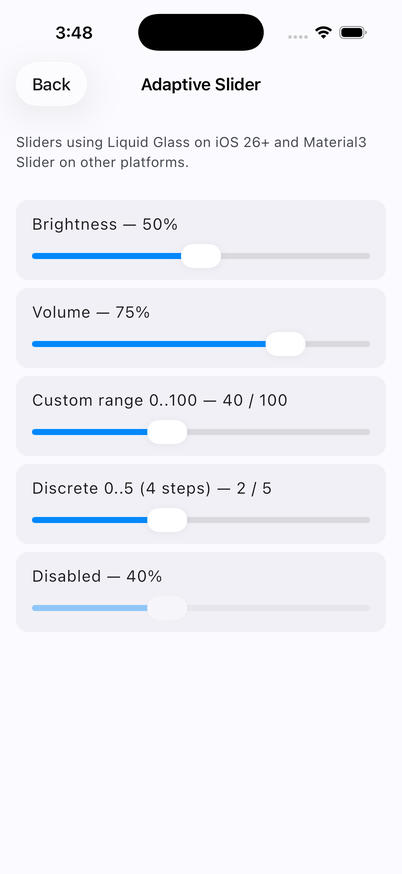 3:48
Back
Adaptive Slider
Sliders using Liquid Glass on iOS 26+ and Material3
Slider on other platforms.
Brightness — 50%
Volume — 75%
Custom range 0..100 — 40 / 100
Discrete 0..5 (4 steps) — 2 / 5
Disabled — 40%